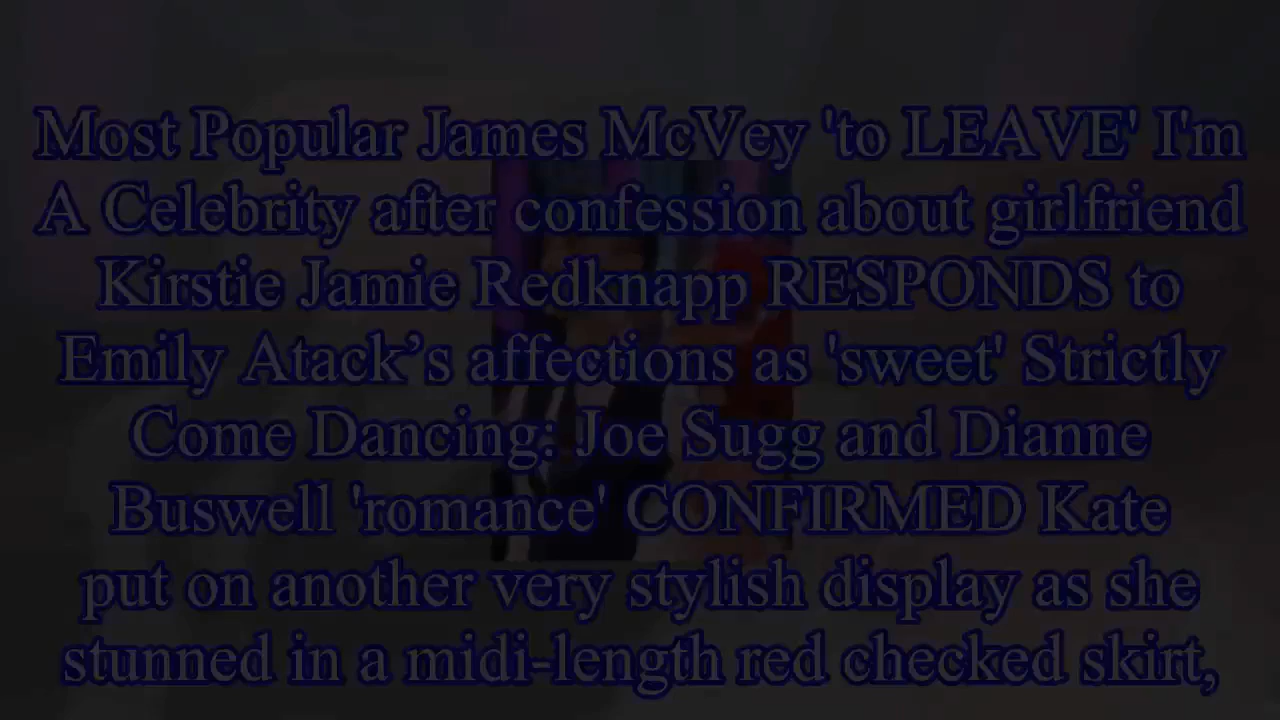 Most Popular James McVey 'to LEAVE' I'm
A Celebrity after confession about girlfriend
Kirstie Jamie Redknapp RESPONDS to
Emily Atack’s affections as 'sweet' Strictly
Come Dancing: Joe Sugg and Dianne
Buswell 'romance' CONFIRMED Kate
put on another very stylish display as she
stunned in a midi-length red checked skirt,